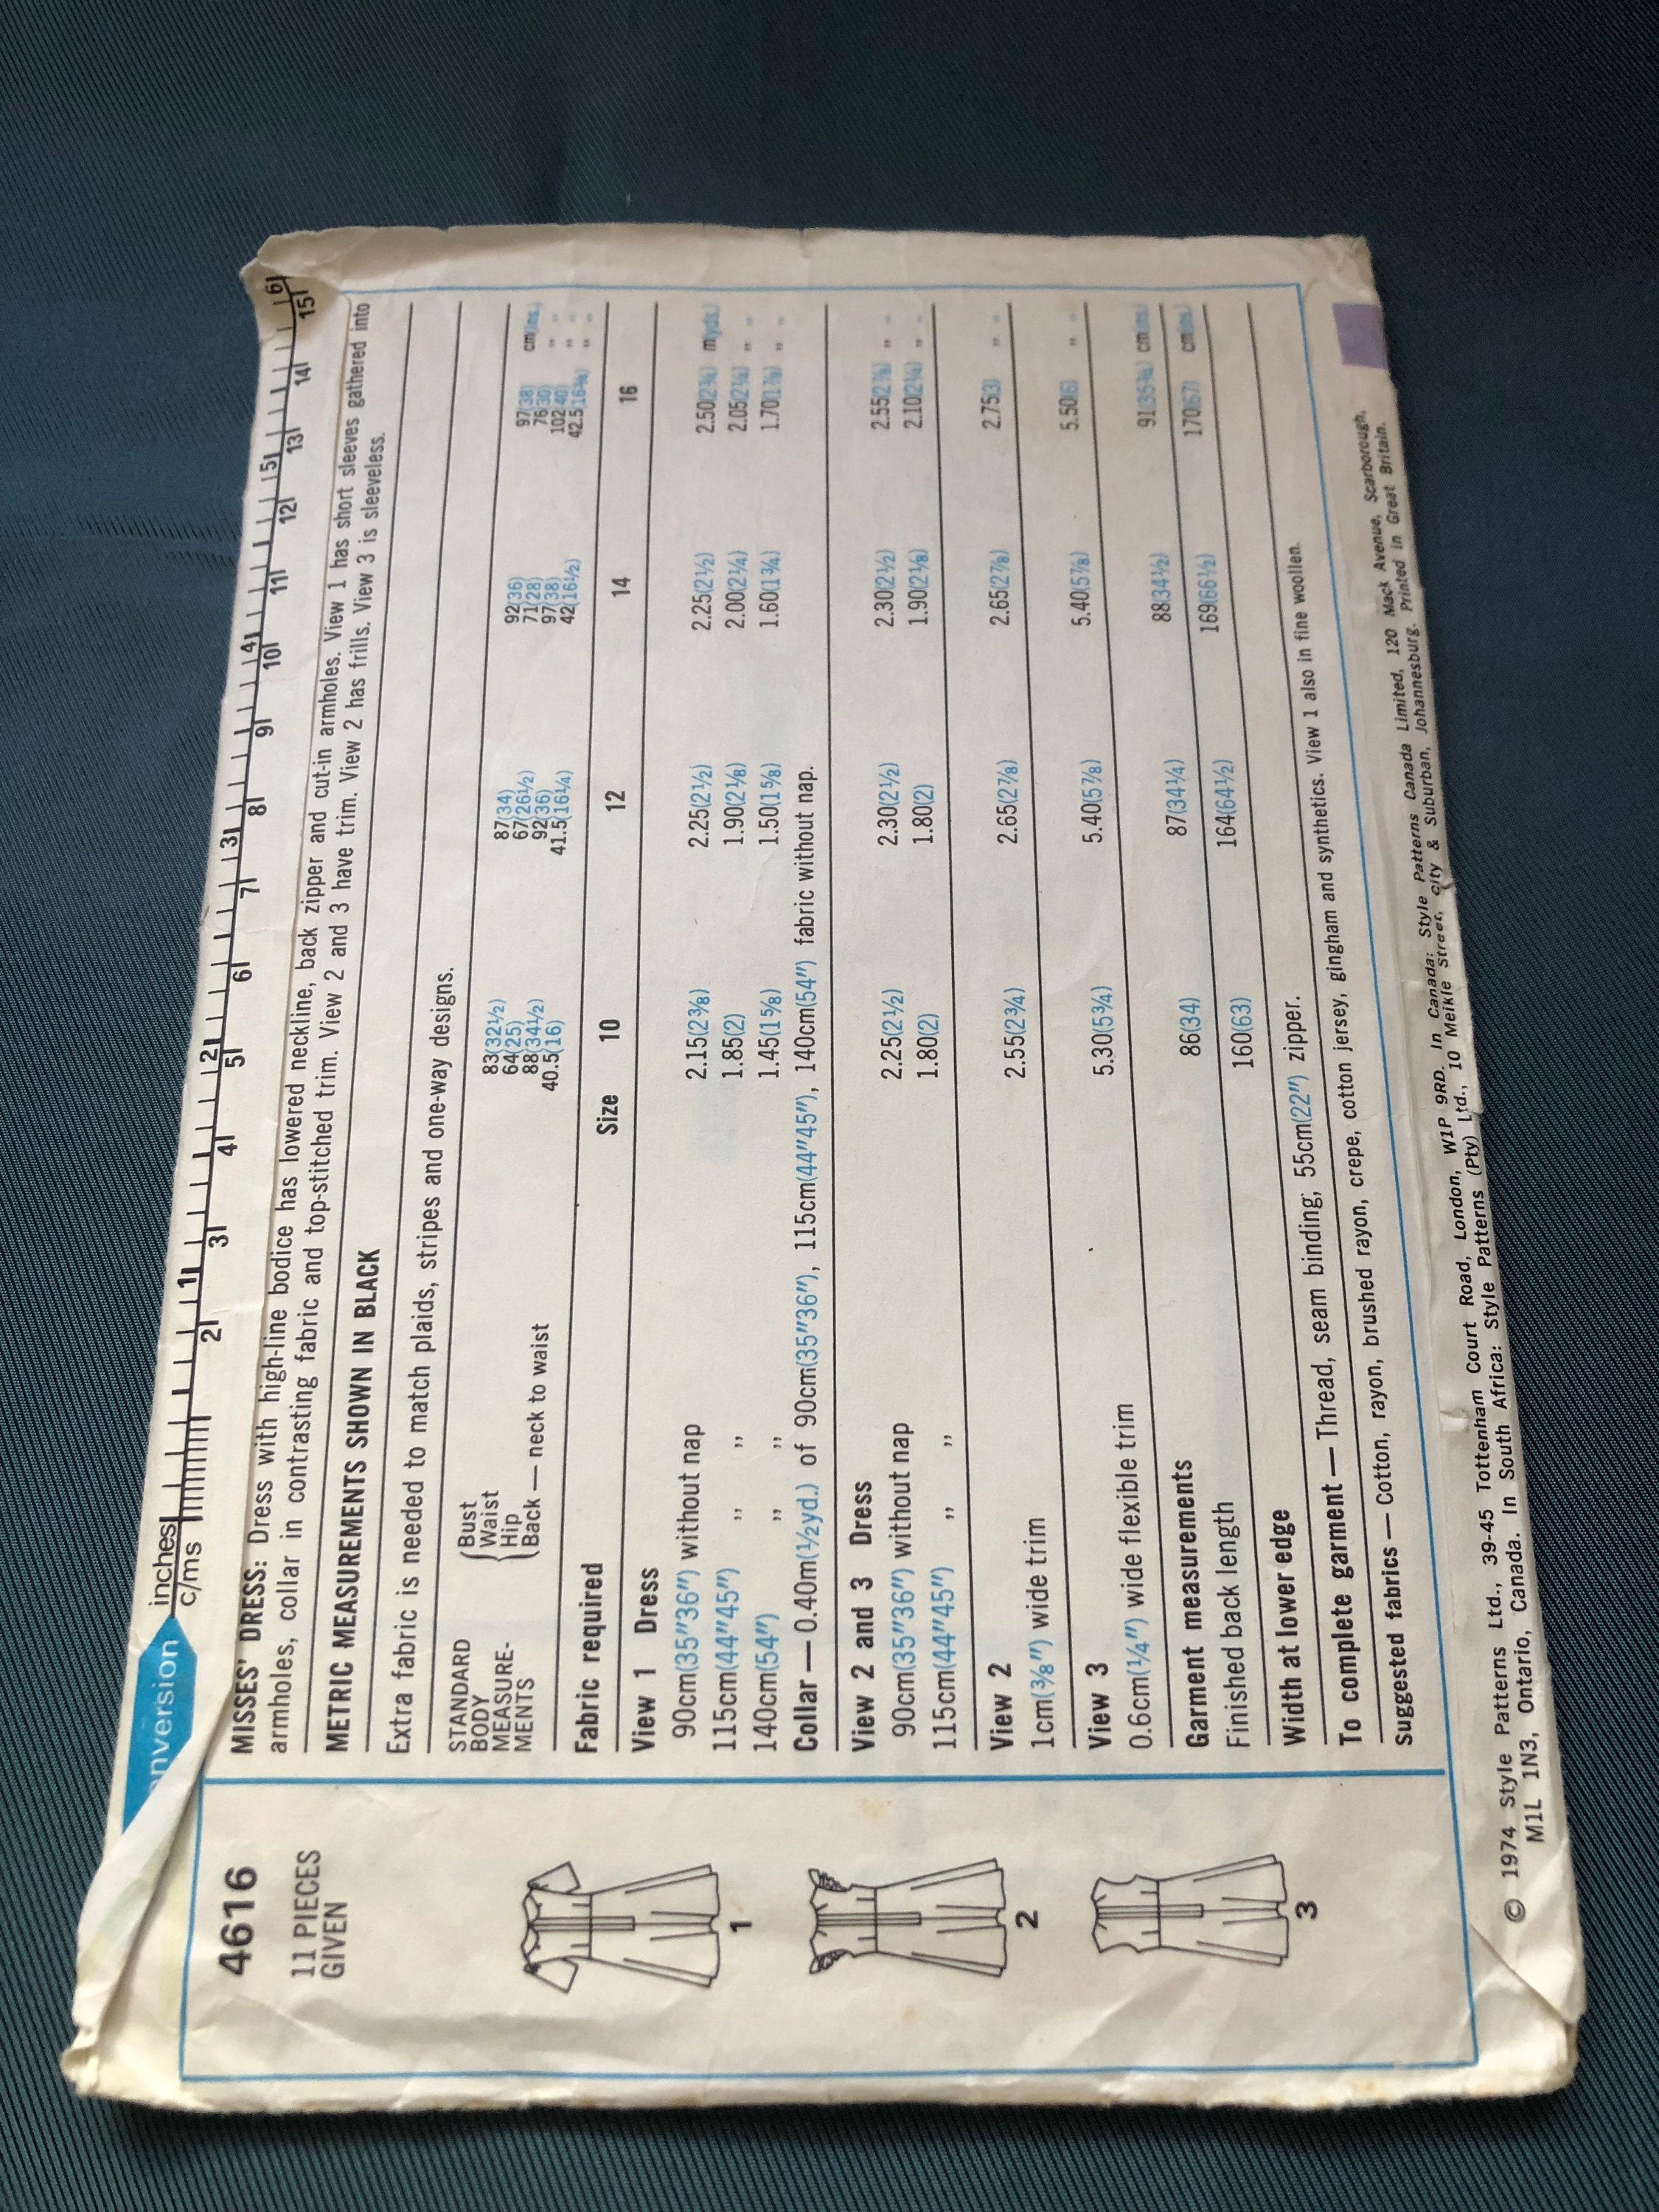 nversion
inches 1 2 3 4 5 6
c/ms 2 3 4 5 6 7 8 9 10 11 12 13 14 15
4616
11 PIECES
GIVEN
1
2
3
MISSES' DRESS: Dress with high-line bodice has lowered neckline, back zipper and cut-in armholes. View 1 has short sleeves gathered into
armholes, collar in contrasting fabric and top-stitched trim. View 2 and 3 have trim. View 2 has frills. View 3 is sleeveless.
METRIC MEASUREMENTS SHOWN IN BLACK
Extra fabric is needed to match plaids, stripes and one-way designs.
STANDARD
BODY
MEASURE-
MENTS
Bust 83(32½) 87(34) 92(36) 97(38) cm(ins.)
Waist 64(25) 67(26½) 71(28) 76(30) ,, ,,
Hip 88(34½) 92(36) 97(38) 102(40) ,, ,,
Back — neck to waist 40.5(16) 41.5(16¼) 42(16½) 42.5(16¾) ,, ,,
Fabric required Size 10 12 14 16
View 1 Dress
90cm(35"36") without nap 2.15(2⅜) 2.25(2½) 2.25(2½) 2.50(2¾) m(yds.)
115cm(44"45") ,, ,, 1.85(2) 1.90(2⅛) 2.00(2¼) 2.05(2¼) ,, ,,
140cm(54") ,, ,, 1.45(1⅝) 1.50(1⅝) 1.60(1¾) 1.70(1⅞) ,, ,,
Collar — 0.40m(½yd.) of 90cm(35"36"), 115cm(44"45"), 140cm(54") fabric without nap.
View 2 and 3 Dress
90cm(35"36") without nap 2.25(2½) 2.30(2½) 2.30(2½) 2.55(2⅞) ,, ,,
115cm(44"45") ,, ,, 1.80(2) 1.80(2) 1.90(2⅛) 2.10(2¼) ,, ,,
View 2
1cm(⅜") wide trim 2.55(2¾) 2.65(2⅞) 2.65(2⅞) 2.75(3) ,, ,,
View 3
0.6cm(¼") wide flexible trim 5.30(5¾) 5.40(5⅞) 5.40(5⅞) 5.50(6) ,, ,,
Garment measurements
Finished back length 86(34) 87(34¼) 88(34½) 91(35¾) cm(ins.)
Width at lower edge 160(63) 164(64½) 169(66½) 170(67) cm(ins.)
To complete garment — Thread, seam binding; 55cm(22") zipper.
Suggested fabrics — Cotton, rayon, brushed rayon, crepe, cotton jersey, gingham and synthetics. View 1 also in fine woollen.
© 1974 Style Patterns Ltd., 39-45 Tottenham Court Road, London, W1P 9RD. In Canada: Style Patterns Canada Limited, 120 Mack Avenue, Scarborough,
M1L 1N3, Ontario, Canada. In South Africa: Style Patterns (Pty) Ltd., 10 Meikle Street, city & Suburban, Johannesburg. Printed in Great Britain.